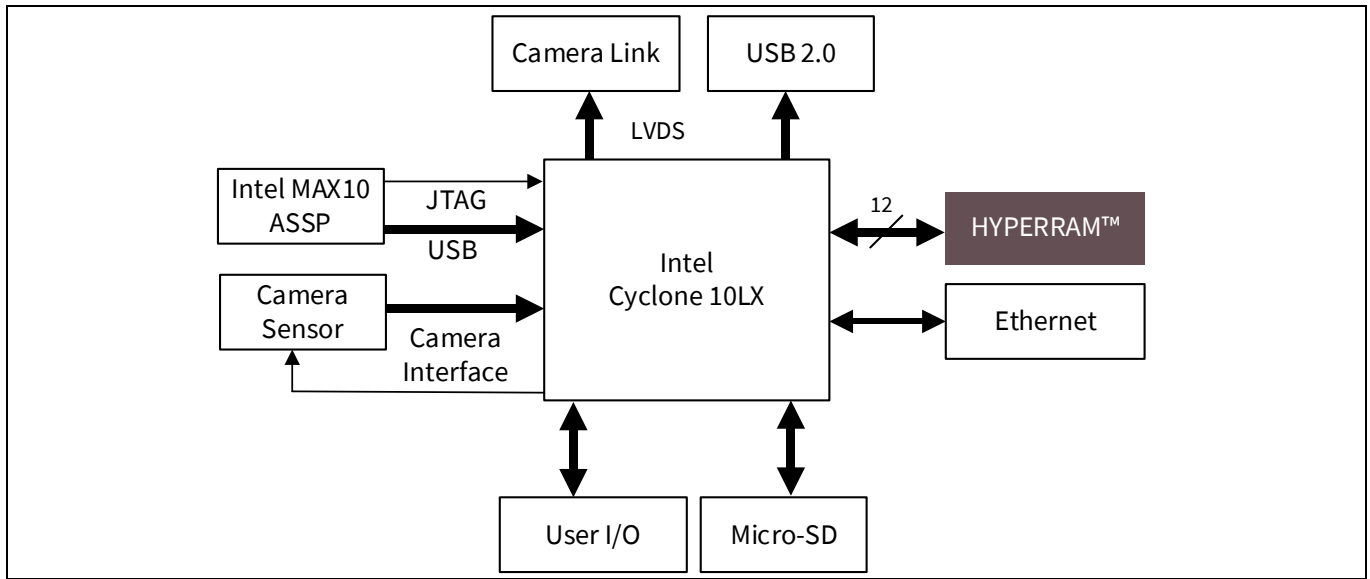 Camera Link
USB 2.0
LVDS
Intel MAX10
ASSP
JTAG
USB
12
HYPERRAM™
Intel
Cyclone 10LX
Camera
Sensor
Camera
Interface
Ethernet
User I/O
Micro-SD